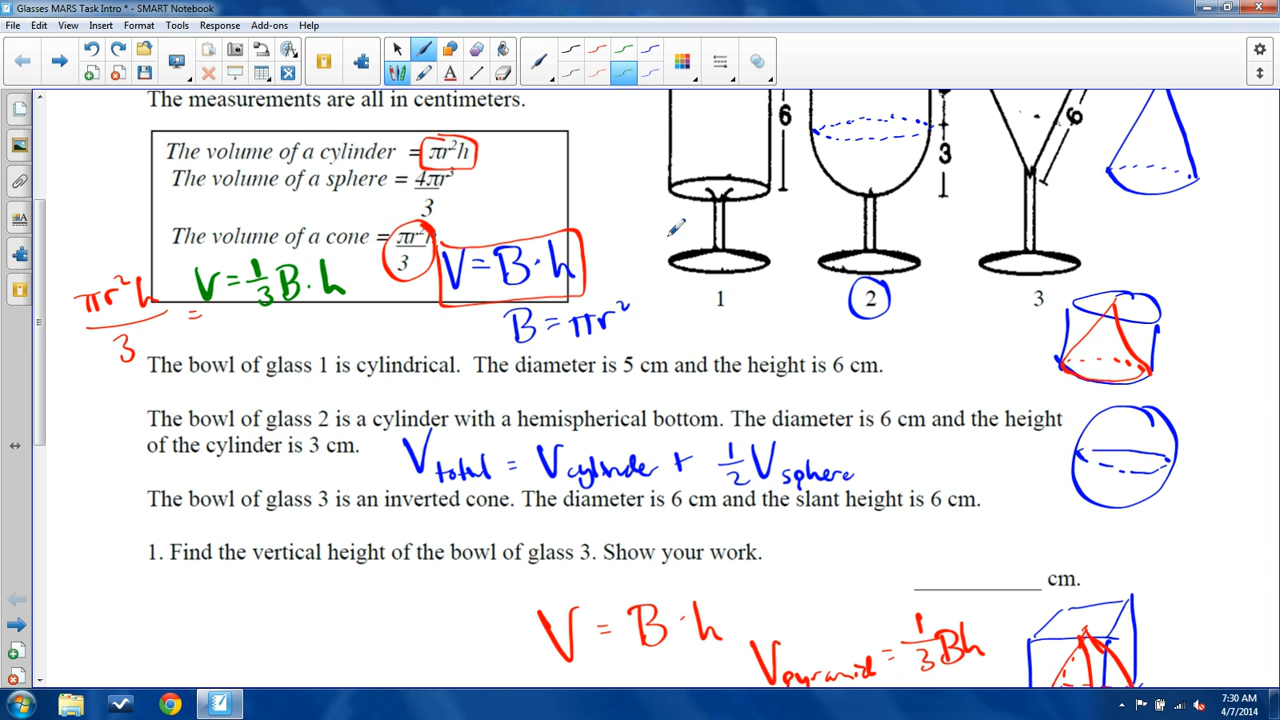 Glasses MARS Task Intro * - SMART Notebook
File Edit View Insert Format Tools Response Add-ons Help
The measurements are all in centimeters.
The volume of a cylinder = πr²h
The volume of a sphere = 4πr³
3
The volume of a cone = πr²h
3
V = B · h
V = 1/3 B · h
πr²h
3
=
B = πr²
6
3
6
1
2
3
The bowl of glass 1 is cylindrical. The diameter is 5 cm and the height is 6 cm.
The bowl of glass 2 is a cylinder with a hemispherical bottom. The diameter is 6 cm and the height
of the cylinder is 3 cm.
V total = V cylinder + 1/2 V sphere
The bowl of glass 3 is an inverted cone. The diameter is 6 cm and the slant height is 6 cm.
1. Find the vertical height of the bowl of glass 3. Show your work.
__________ cm.
V = B · h
V pyramid = 1/3 Bh
7:30 AM
4/7/2014